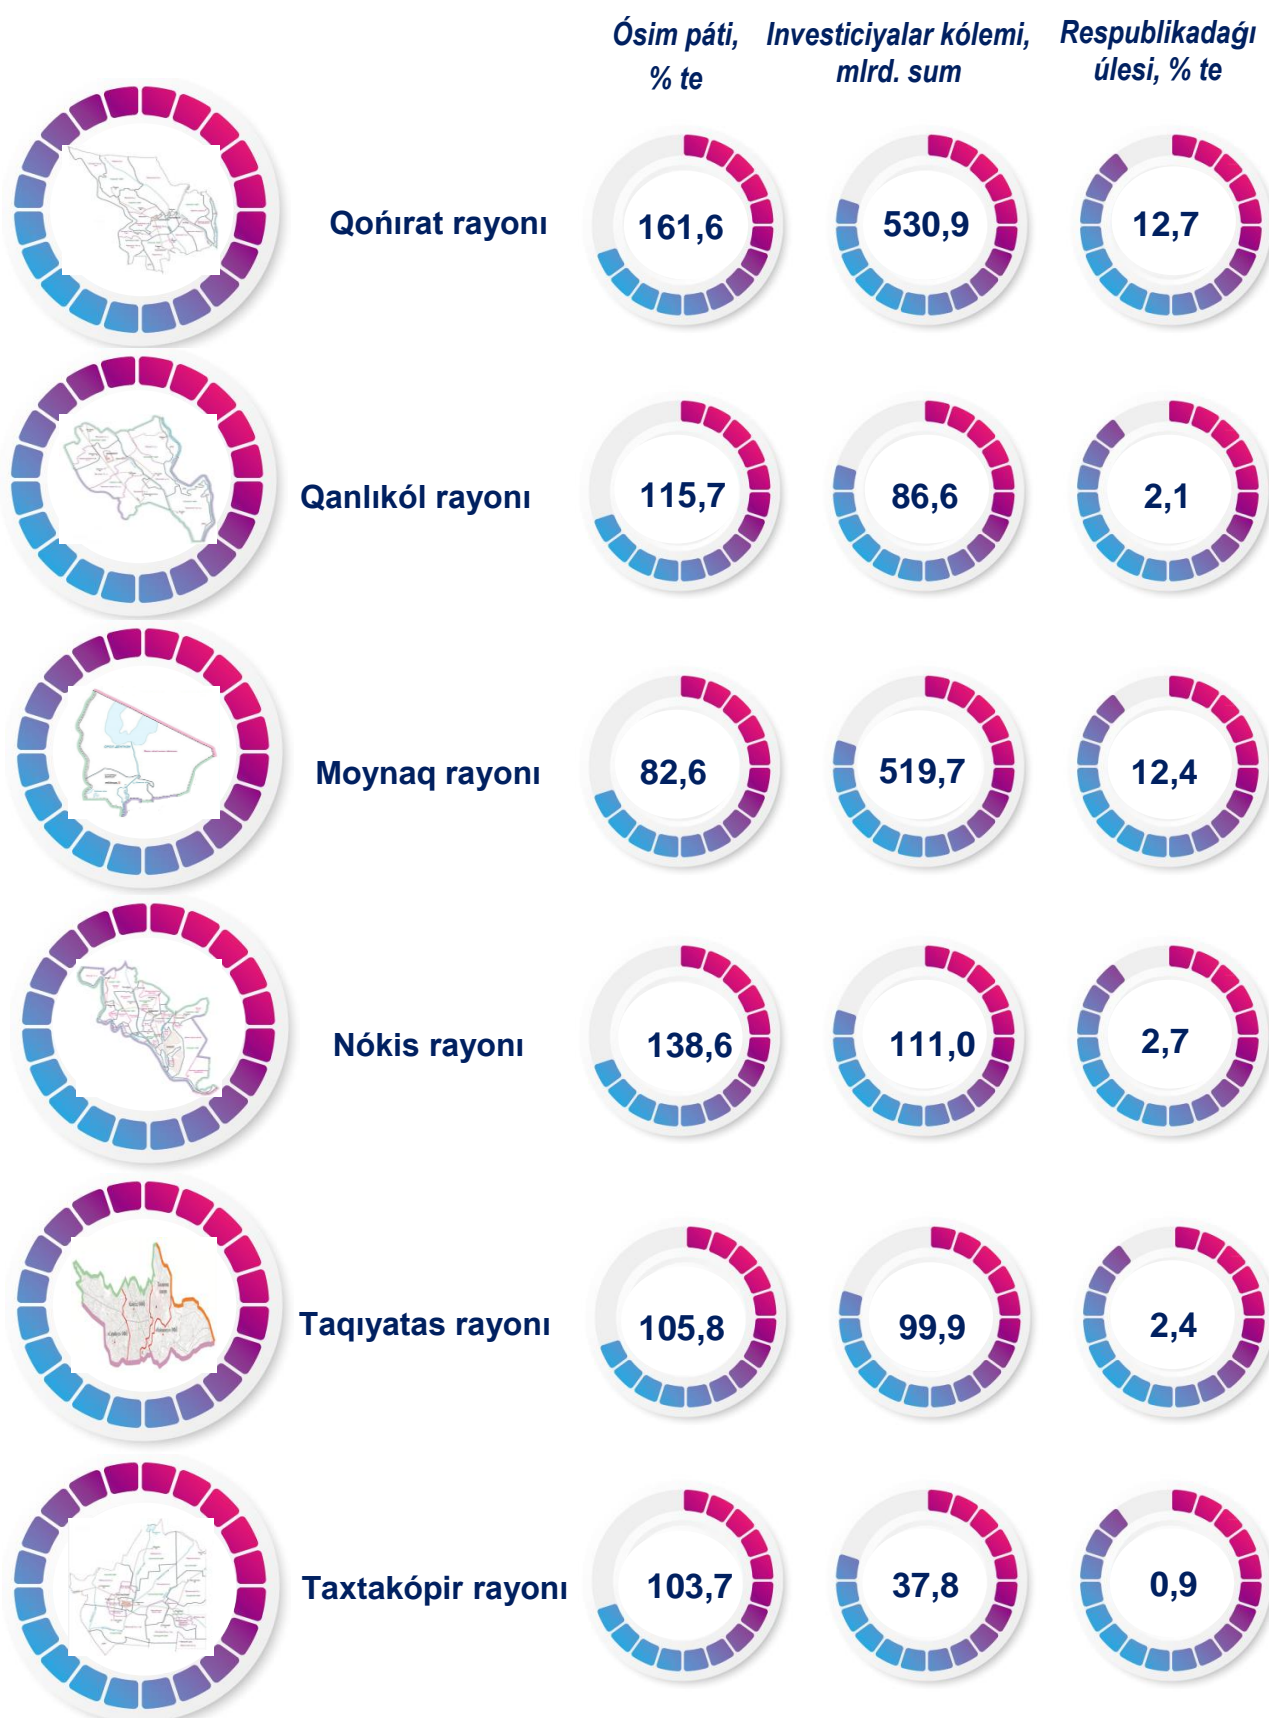 Ósim páti,
% te
Investiciyalar kólemi,
mlrd. sum
Respublikadaǵı
úlesi, % te
Qońırat rayonı
161,6
530,9
12,7
Qanlıkól rayonı
115,7
86,6
2,1
Moynaq rayonı
82,6
519,7
12,4
Nókis rayonı
138,6
111,0
2,7
Taqıyatas rayonı
105,8
99,9
2,4
Taxtakópir rayonı
103,7
37,8
0,9